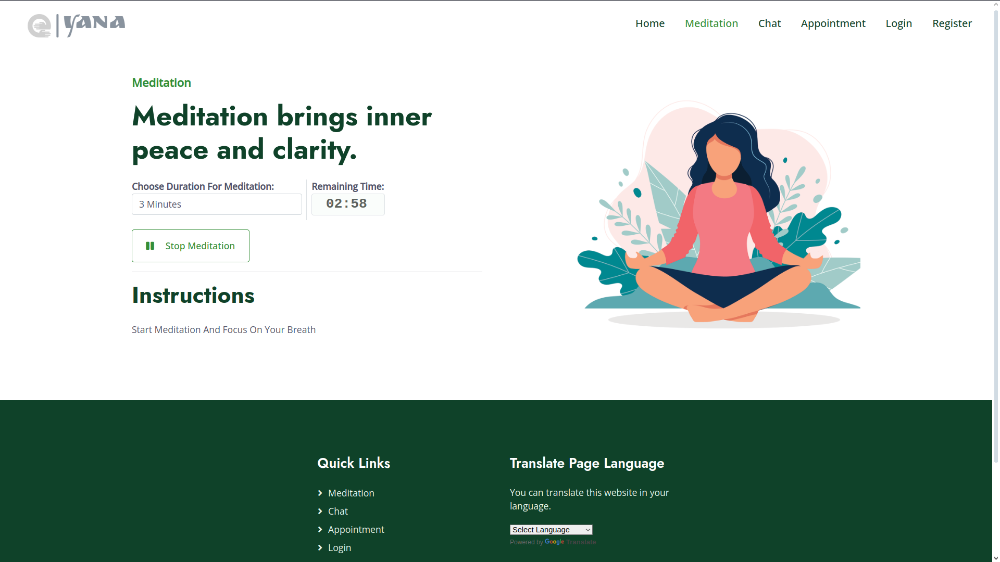 YANA
Home
Meditation
Chat
Appointment
Login
Register
Meditation
Meditation brings inner
peace and clarity.
Choose Duration For Meditation:
Remaining Time:
3 Minutes
02:58
Stop Meditation
Instructions
Start Meditation And Focus On Your Breath
Quick Links
Meditation
Chat
Appointment
Login
Translate Page Language
You can translate this website in your
language.
Select Language
Powered by Google Translate